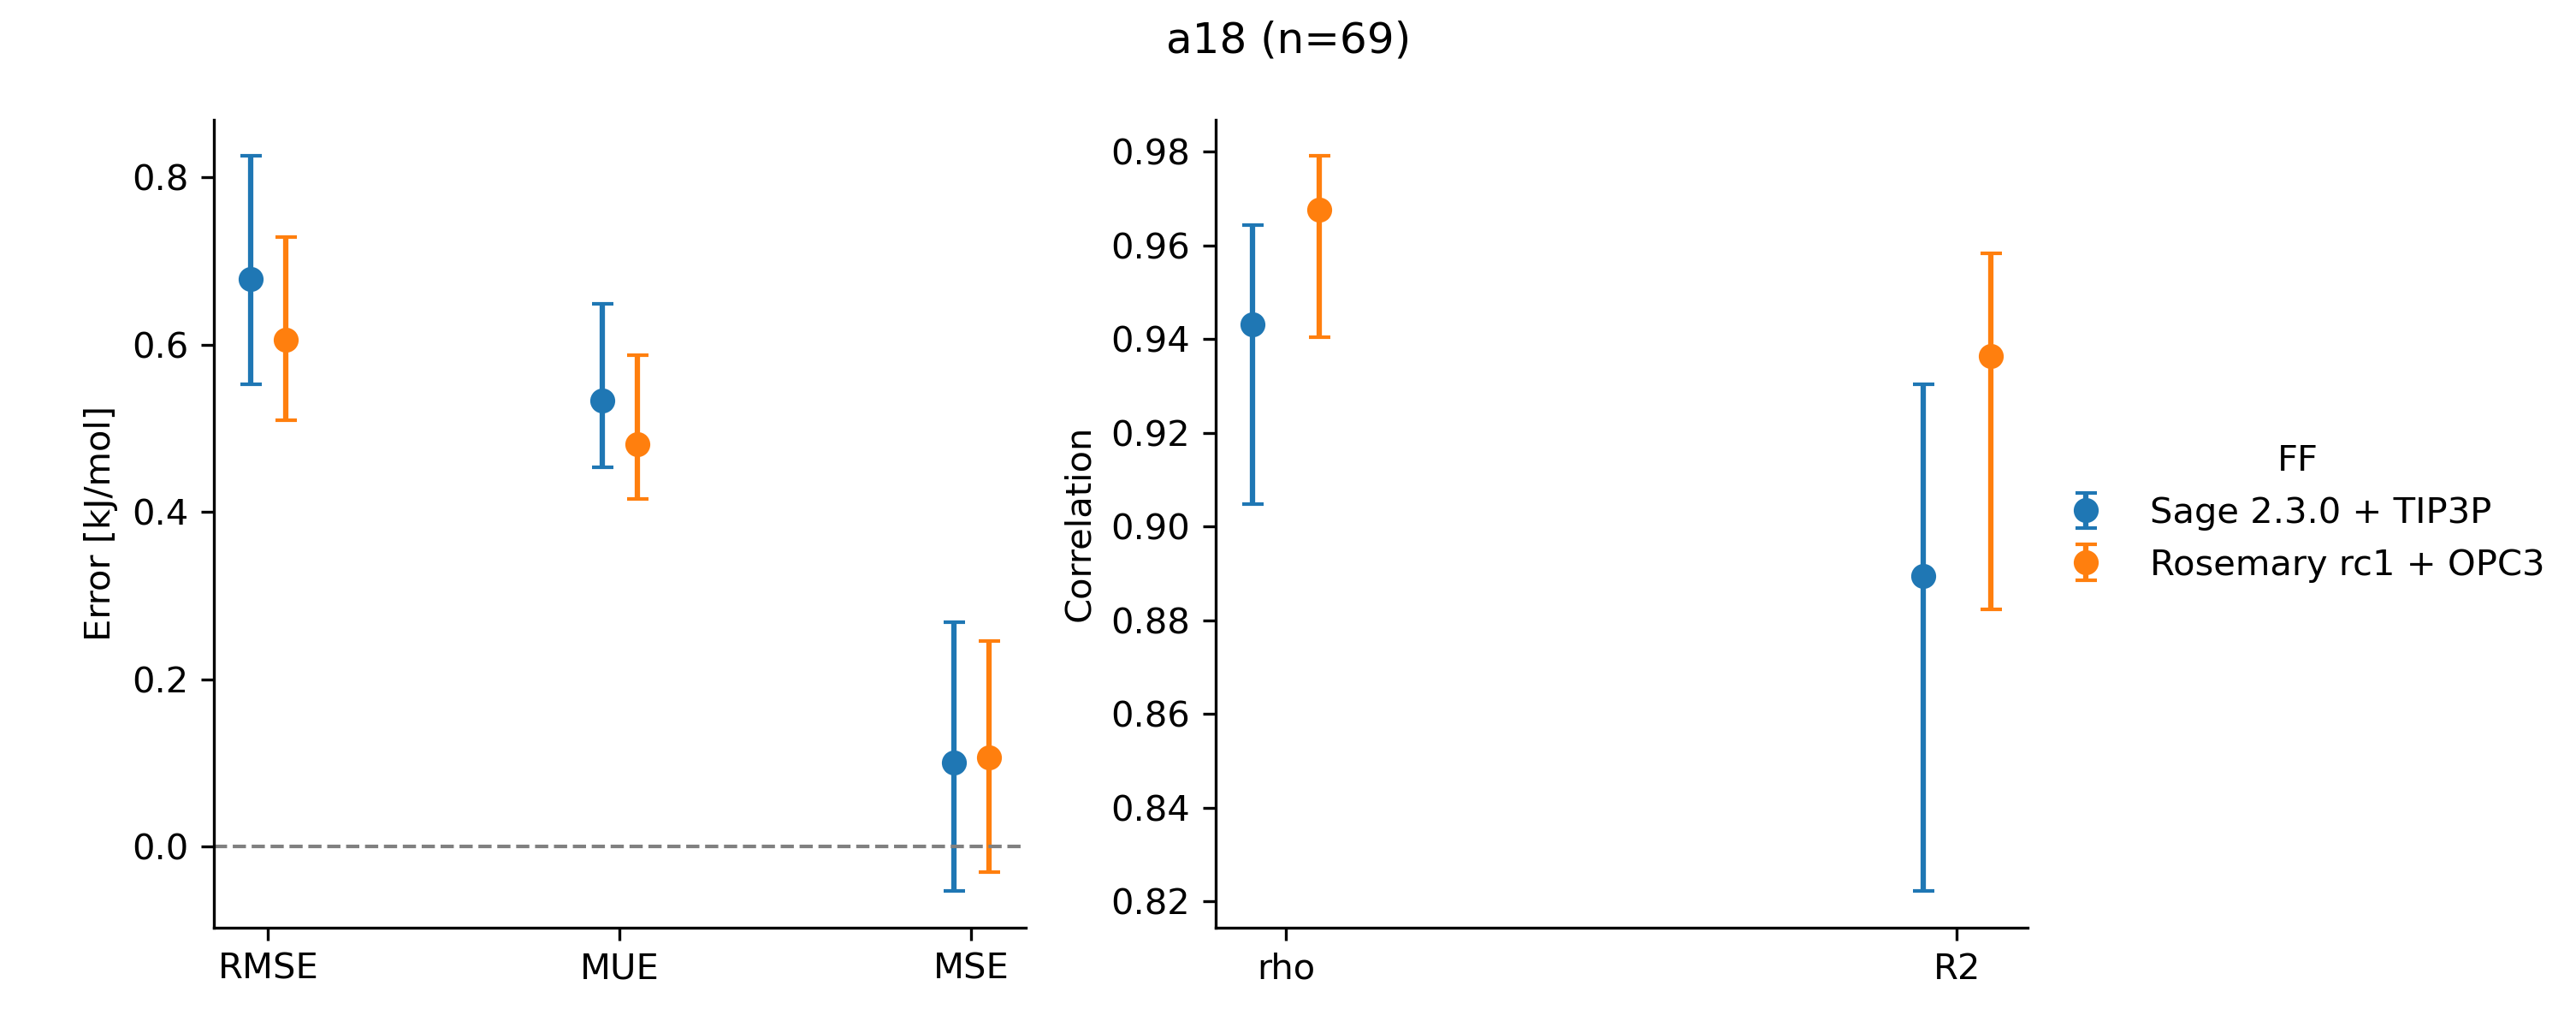 a18 (n=69)
Error [kJ/mol]
0.8
0.6
0.4
0.2
0.0
RMSE
MUE
MSE
Correlation
0.98
0.96
0.94
0.92
0.90
0.88
0.86
0.84
0.82
rho
R2
FF
Sage 2.3.0 + TIP3P
Rosemary rc1 + OPC3